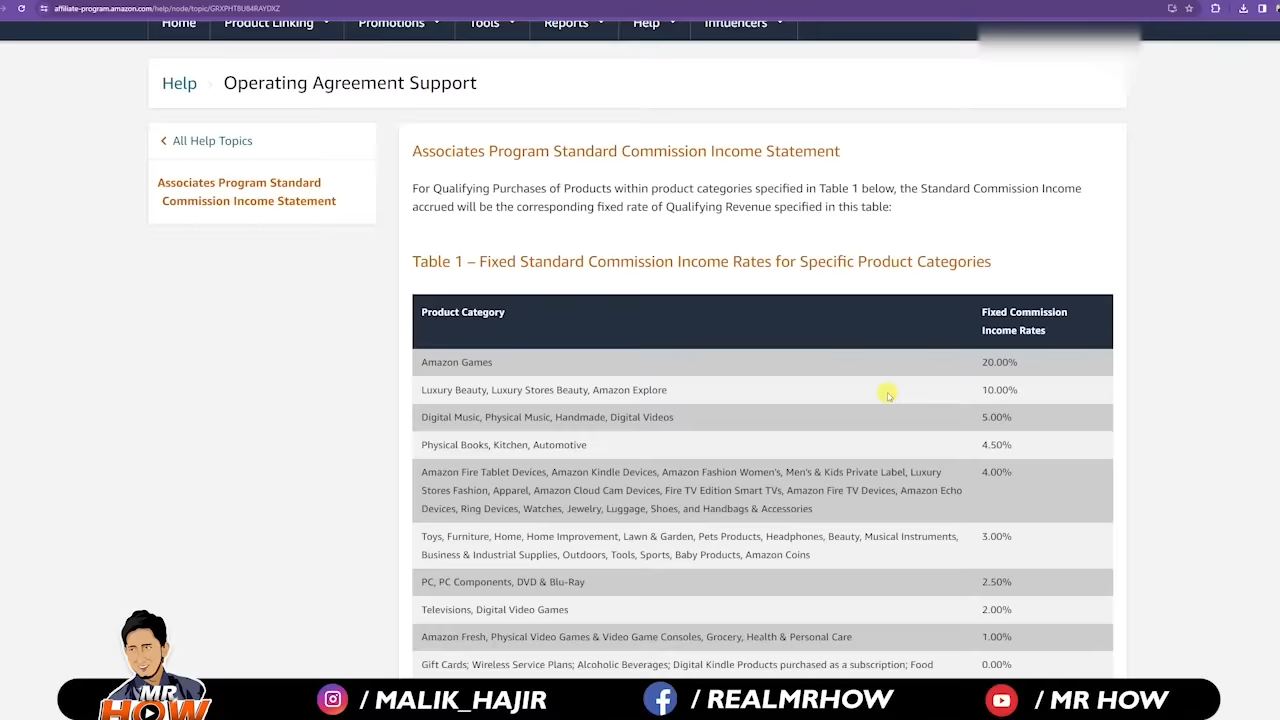 affiliate-program.amazon.com/help/node/topic/GRXPHT8U84RAYDXZ
Home Product Linking Promotions Tools Reports Help Influencers
Help › Operating Agreement Support
All Help Topics
Associates Program Standard
Commission Income Statement
Associates Program Standard Commission Income Statement
For Qualifying Purchases of Products within product categories specified in Table 1 below, the Standard Commission Income
accrued will be the corresponding fixed rate of Qualifying Revenue specified in this table:
Table 1 – Fixed Standard Commission Income Rates for Specific Product Categories
Product Category Fixed Commission
Income Rates
Amazon Games 20.00%
Luxury Beauty, Luxury Stores Beauty, Amazon Explore 10.00%
Digital Music, Physical Music, Handmade, Digital Videos 5.00%
Physical Books, Kitchen, Automotive 4.50%
Amazon Fire Tablet Devices, Amazon Kindle Devices, Amazon Fashion Women's, Men's & Kids Private Label, Luxury 4.00%
Stores Fashion, Apparel, Amazon Cloud Cam Devices, Fire TV Edition Smart TVs, Amazon Fire TV Devices, Amazon Echo
Devices, Ring Devices, Watches, Jewelry, Luggage, Shoes, and Handbags & Accessories
Toys, Furniture, Home, Home Improvement, Lawn & Garden, Pets Products, Headphones, Beauty, Musical Instruments, 3.00%
Business & Industrial Supplies, Outdoors, Tools, Sports, Baby Products, Amazon Coins
PC, PC Components, DVD & Blu-Ray 2.50%
Televisions, Digital Video Games 2.00%
Amazon Fresh, Physical Video Games & Video Game Consoles, Grocery, Health & Personal Care 1.00%
Gift Cards; Wireless Service Plans; Alcoholic Beverages; Digital Kindle Products purchased as a subscription; Food 0.00%
MR
HOW
/ MALIK_HAJIR / REALMRHOW / MR HOW